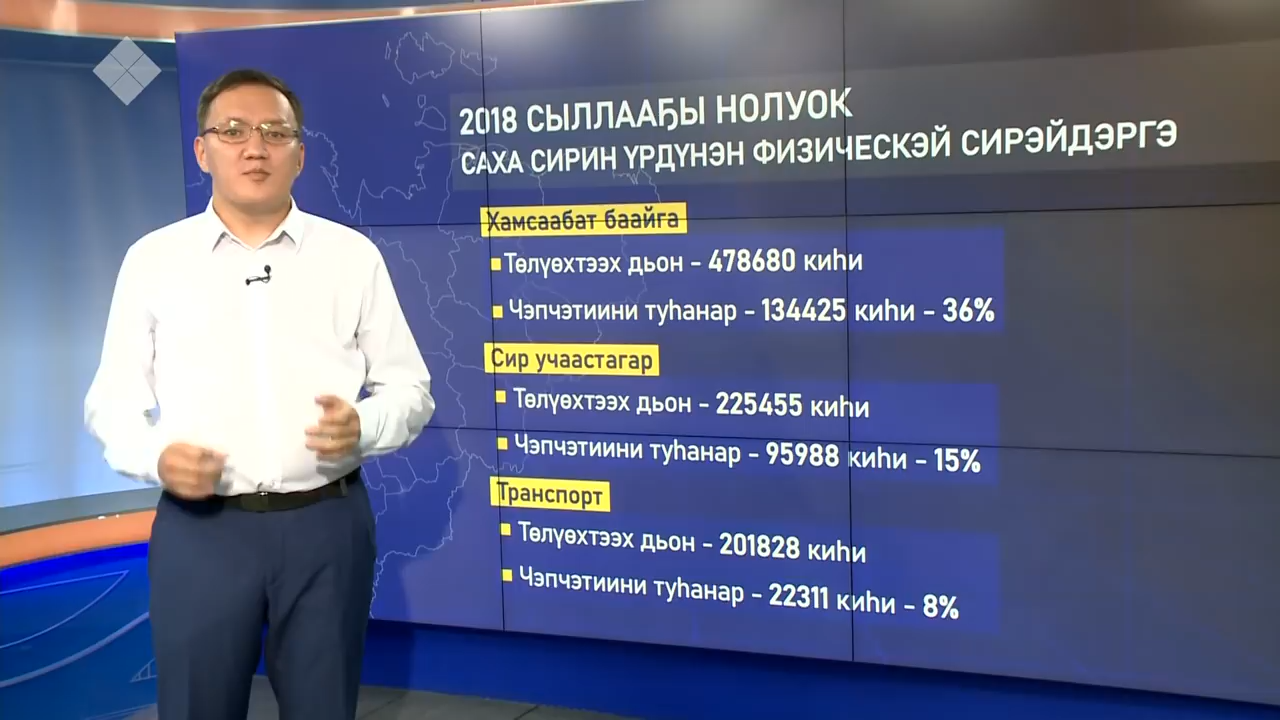 2018 СЫЛЛААҔЫ НОЛУОК
САХА СИРИН ҮРДҮНЭН ФИЗИЧЕСКЭЙ СИРЭЙДЭРГЭ
Хамсаабат баайга
Төлүөхтээх дьон - 478680 киһи
Чэпчэтиини туһанар - 134425 киһи - 36%
Сир учаастагар
Төлүөхтээх дьон - 225455 киһи
Чэпчэтиини туһанар - 95988 киһи - 15%
Транспорт
Төлүөхтээх дьон - 201828 киһи
Чэпчэтиини туһанар - 22311 киһи - 8%